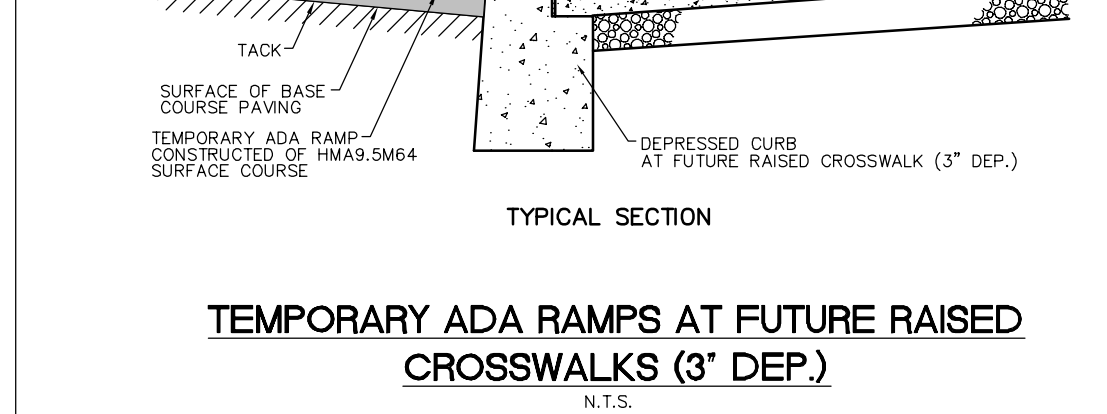 TACK
SURFACE OF BASE
COURSE PAVING
TEMPORARY ADA RAMP
CONSTRUCTED OF HMA9.5M64
SURFACE COURSE
DEPRESSED CURB
AT FUTURE RAISED CROSSWALK (3" DEP.)
TYPICAL SECTION
TEMPORARY ADA RAMPS AT FUTURE RAISED
CROSSWALKS (3" DEP.)
N.T.S.